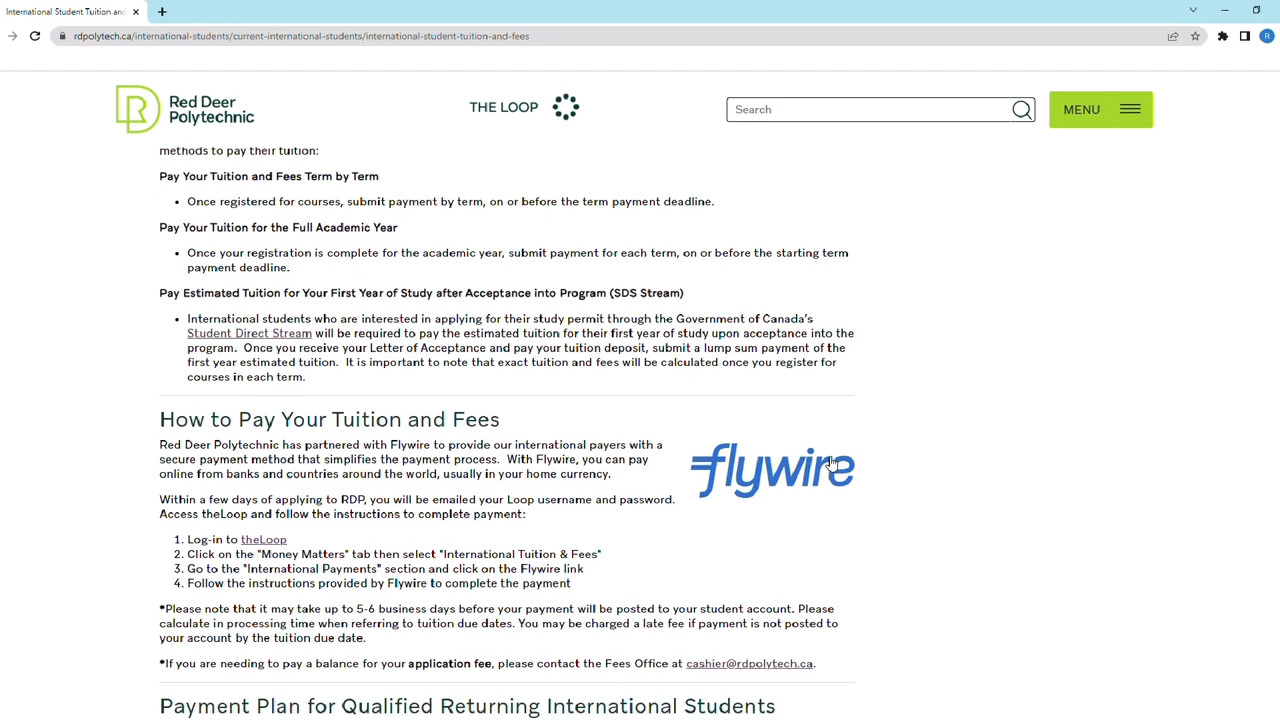 International Student Tuition and
rdpolytech.ca/international-students/current-international-students/international-student-tuition-and-fees
R
Red Deer
Polytechnic
THE LOOP
Search
MENU
methods to pay their tuition:
Pay Your Tuition and Fees Term by Term
• Once registered for courses, submit payment by term, on or before the term payment deadline.
Pay Your Tuition for the Full Academic Year
• Once your registration is complete for the academic year, submit payment for each term, on or before the starting term
payment deadline.
Pay Estimated Tuition for Your First Year of Study after Acceptance into Program (SDS Stream)
• International students who are interested in applying for their study permit through the Government of Canada's
Student Direct Stream will be required to pay the estimated tuition for their first year of study upon acceptance into the
program. Once you receive your Letter of Acceptance and pay your tuition deposit, submit a lump sum payment of the
first year estimated tuition. It is important to note that exact tuition and fees will be calculated once you register for
courses in each term.
How to Pay Your Tuition and Fees
Red Deer Polytechnic has partnered with Flywire to provide our international payers with a
secure payment method that simplifies the payment process. With Flywire, you can pay
online from banks and countries around the world, usually in your home currency.
flywire
Within a few days of applying to RDP, you will be emailed your Loop username and password.
Access theLoop and follow the instructions to complete payment:
1. Log-in to theLoop
2. Click on the "Money Matters" tab then select "International Tuition & Fees"
3. Go to the "International Payments" section and click on the Flywire link
4. Follow the instructions provided by Flywire to complete the payment
*Please note that it may take up to 5-6 business days before your payment will be posted to your student account. Please
calculate in processing time when referring to tuition due dates. You may be charged a late fee if payment is not posted to
your account by the tuition due date.
*If you are needing to pay a balance for your application fee, please contact the Fees Office at cashier@rdpolytech.ca.
Payment Plan for Qualified Returning International Students